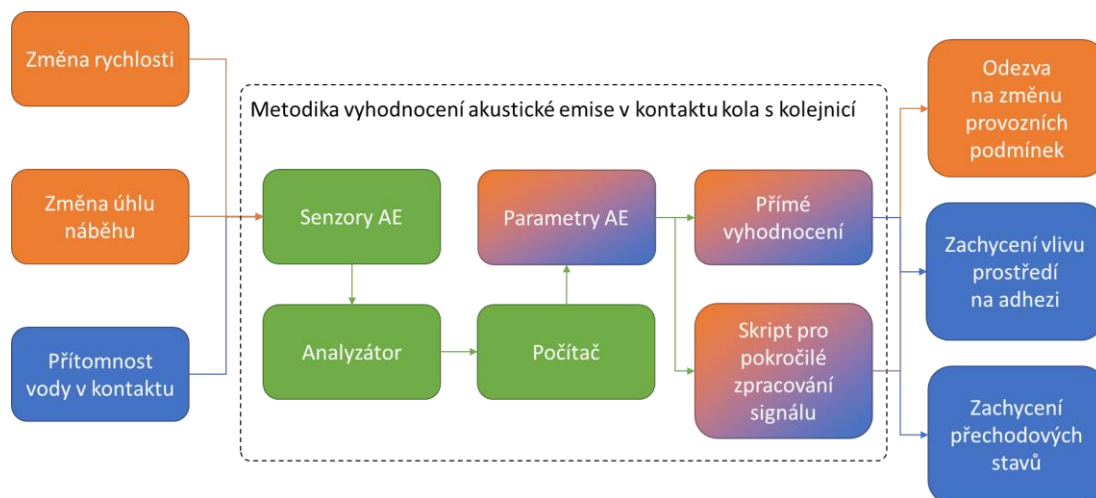 Změna rychlosti
Změna úhlu
náběhu
Přítomnost
vody v kontaktu
Metodika vyhodnocení akustické emise v kontaktu kola s kolejnicí
Senzory AE
Parametry AE
Přímé
vyhodnocení
Analyzátor
Počítač
Skript pro
pokročilé
zpracování
signálu
Odezva
na změnu
provozních
podmínek
Zachycení vlivu
prostředí
na adhezi
Zachycení
přechodových
stavů